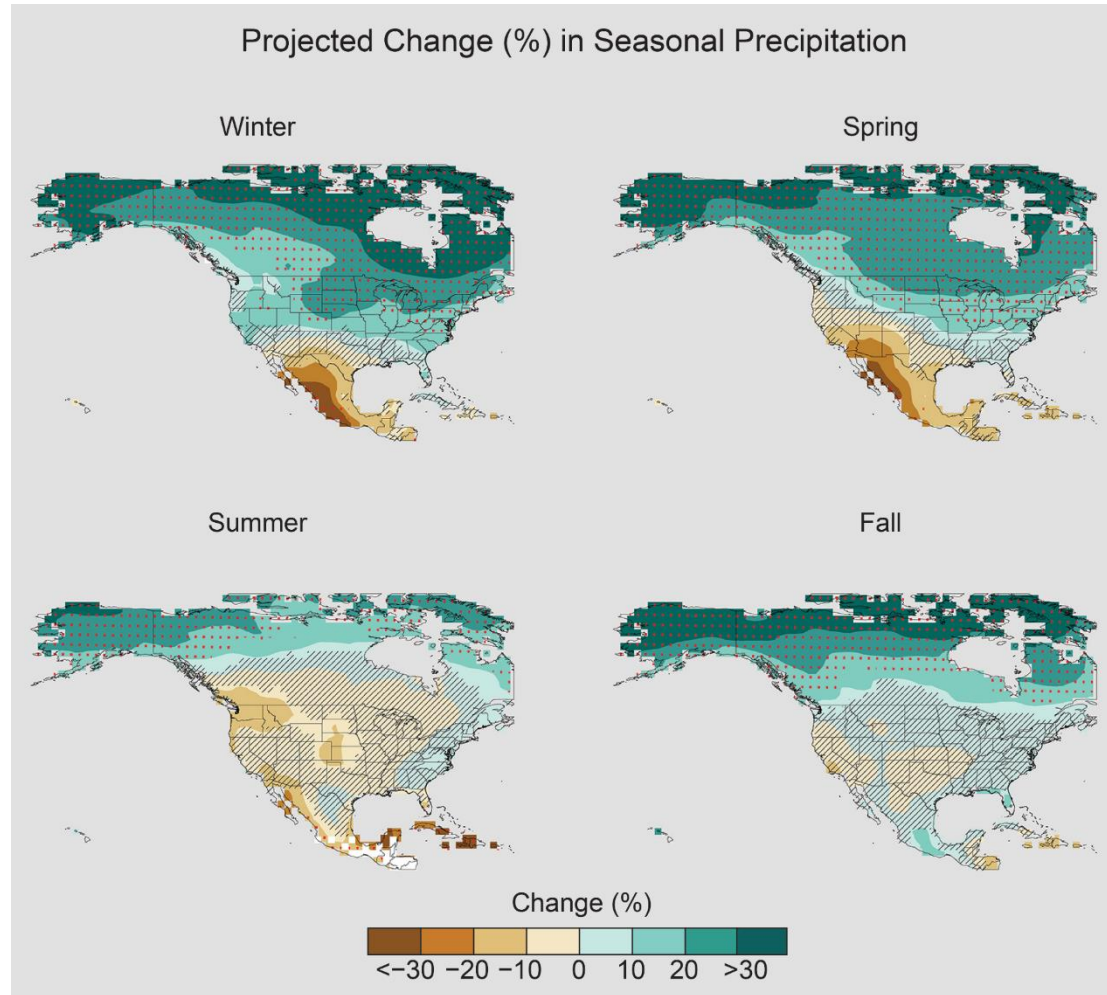 Projected Change (%) in Seasonal Precipitation
Winter
Spring
Summer
Fall
Change (%)
<−30 −20 −10 0 10 20 >30